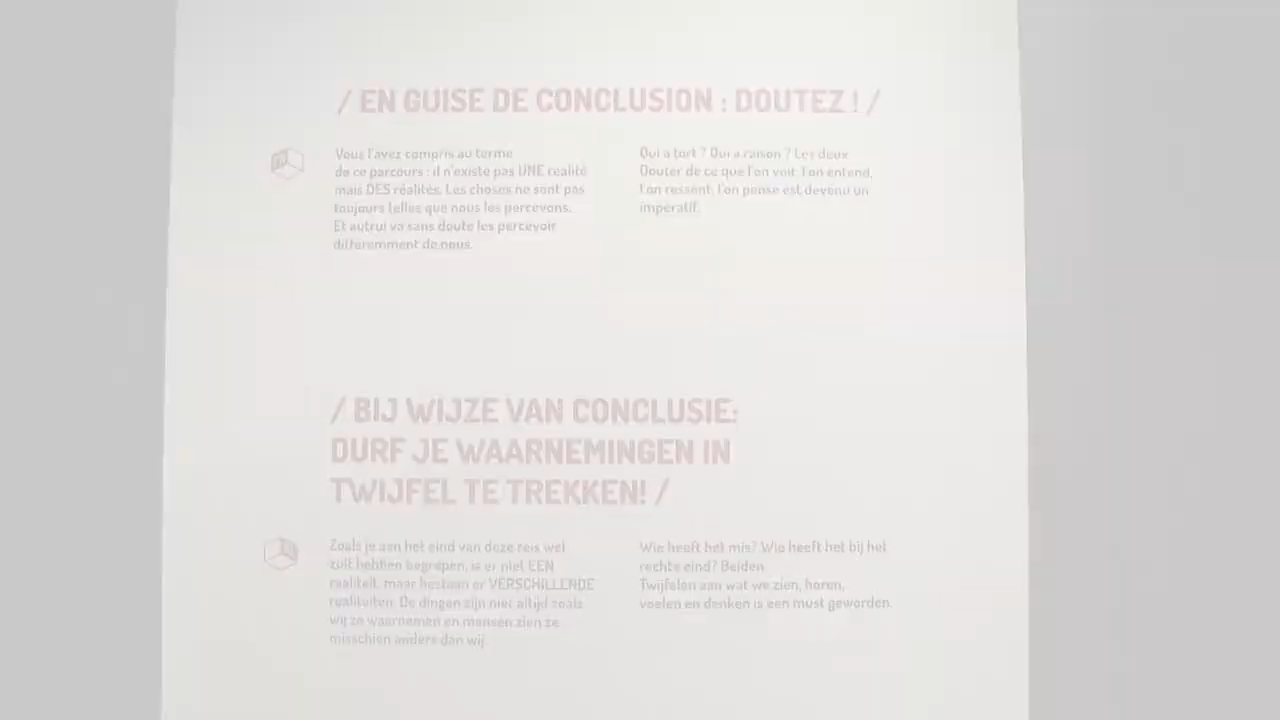 / EN GUISE DE CONCLUSION : DOUTEZ ! /
Vous l'avez compris au terme
de ce parcours : il n'existe pas UNE réalité
mais DES réalités. Les choses ne sont pas
toujours telles que nous les percevons.
Et autrui va sans doute les percevoir
différemment de nous.
Qui a tort ? Qui a raison ? Les deux.
Douter de ce que l'on voit, l'on entend,
l'on ressent, l'on pense est devenu un
impératif.
/ BIJ WIJZE VAN CONCLUSIE:
DURF JE WAARNEMINGEN IN
TWIJFEL TE TREKKEN! /
Zoals je aan het eind van deze reis wel
zult hebben begrepen, is er niet EEN
realiteit, maar bestaan er VERSCHILLENDE
realiteiten. De dingen zijn niet altijd zoals
wij ze waarnemen en mensen zien ze
misschien anders dan wij.
Wie heeft het mis? Wie heeft het bij het
rechte eind? Beiden.
Twijfelen aan wat we zien, horen,
voelen en denken is een must geworden.